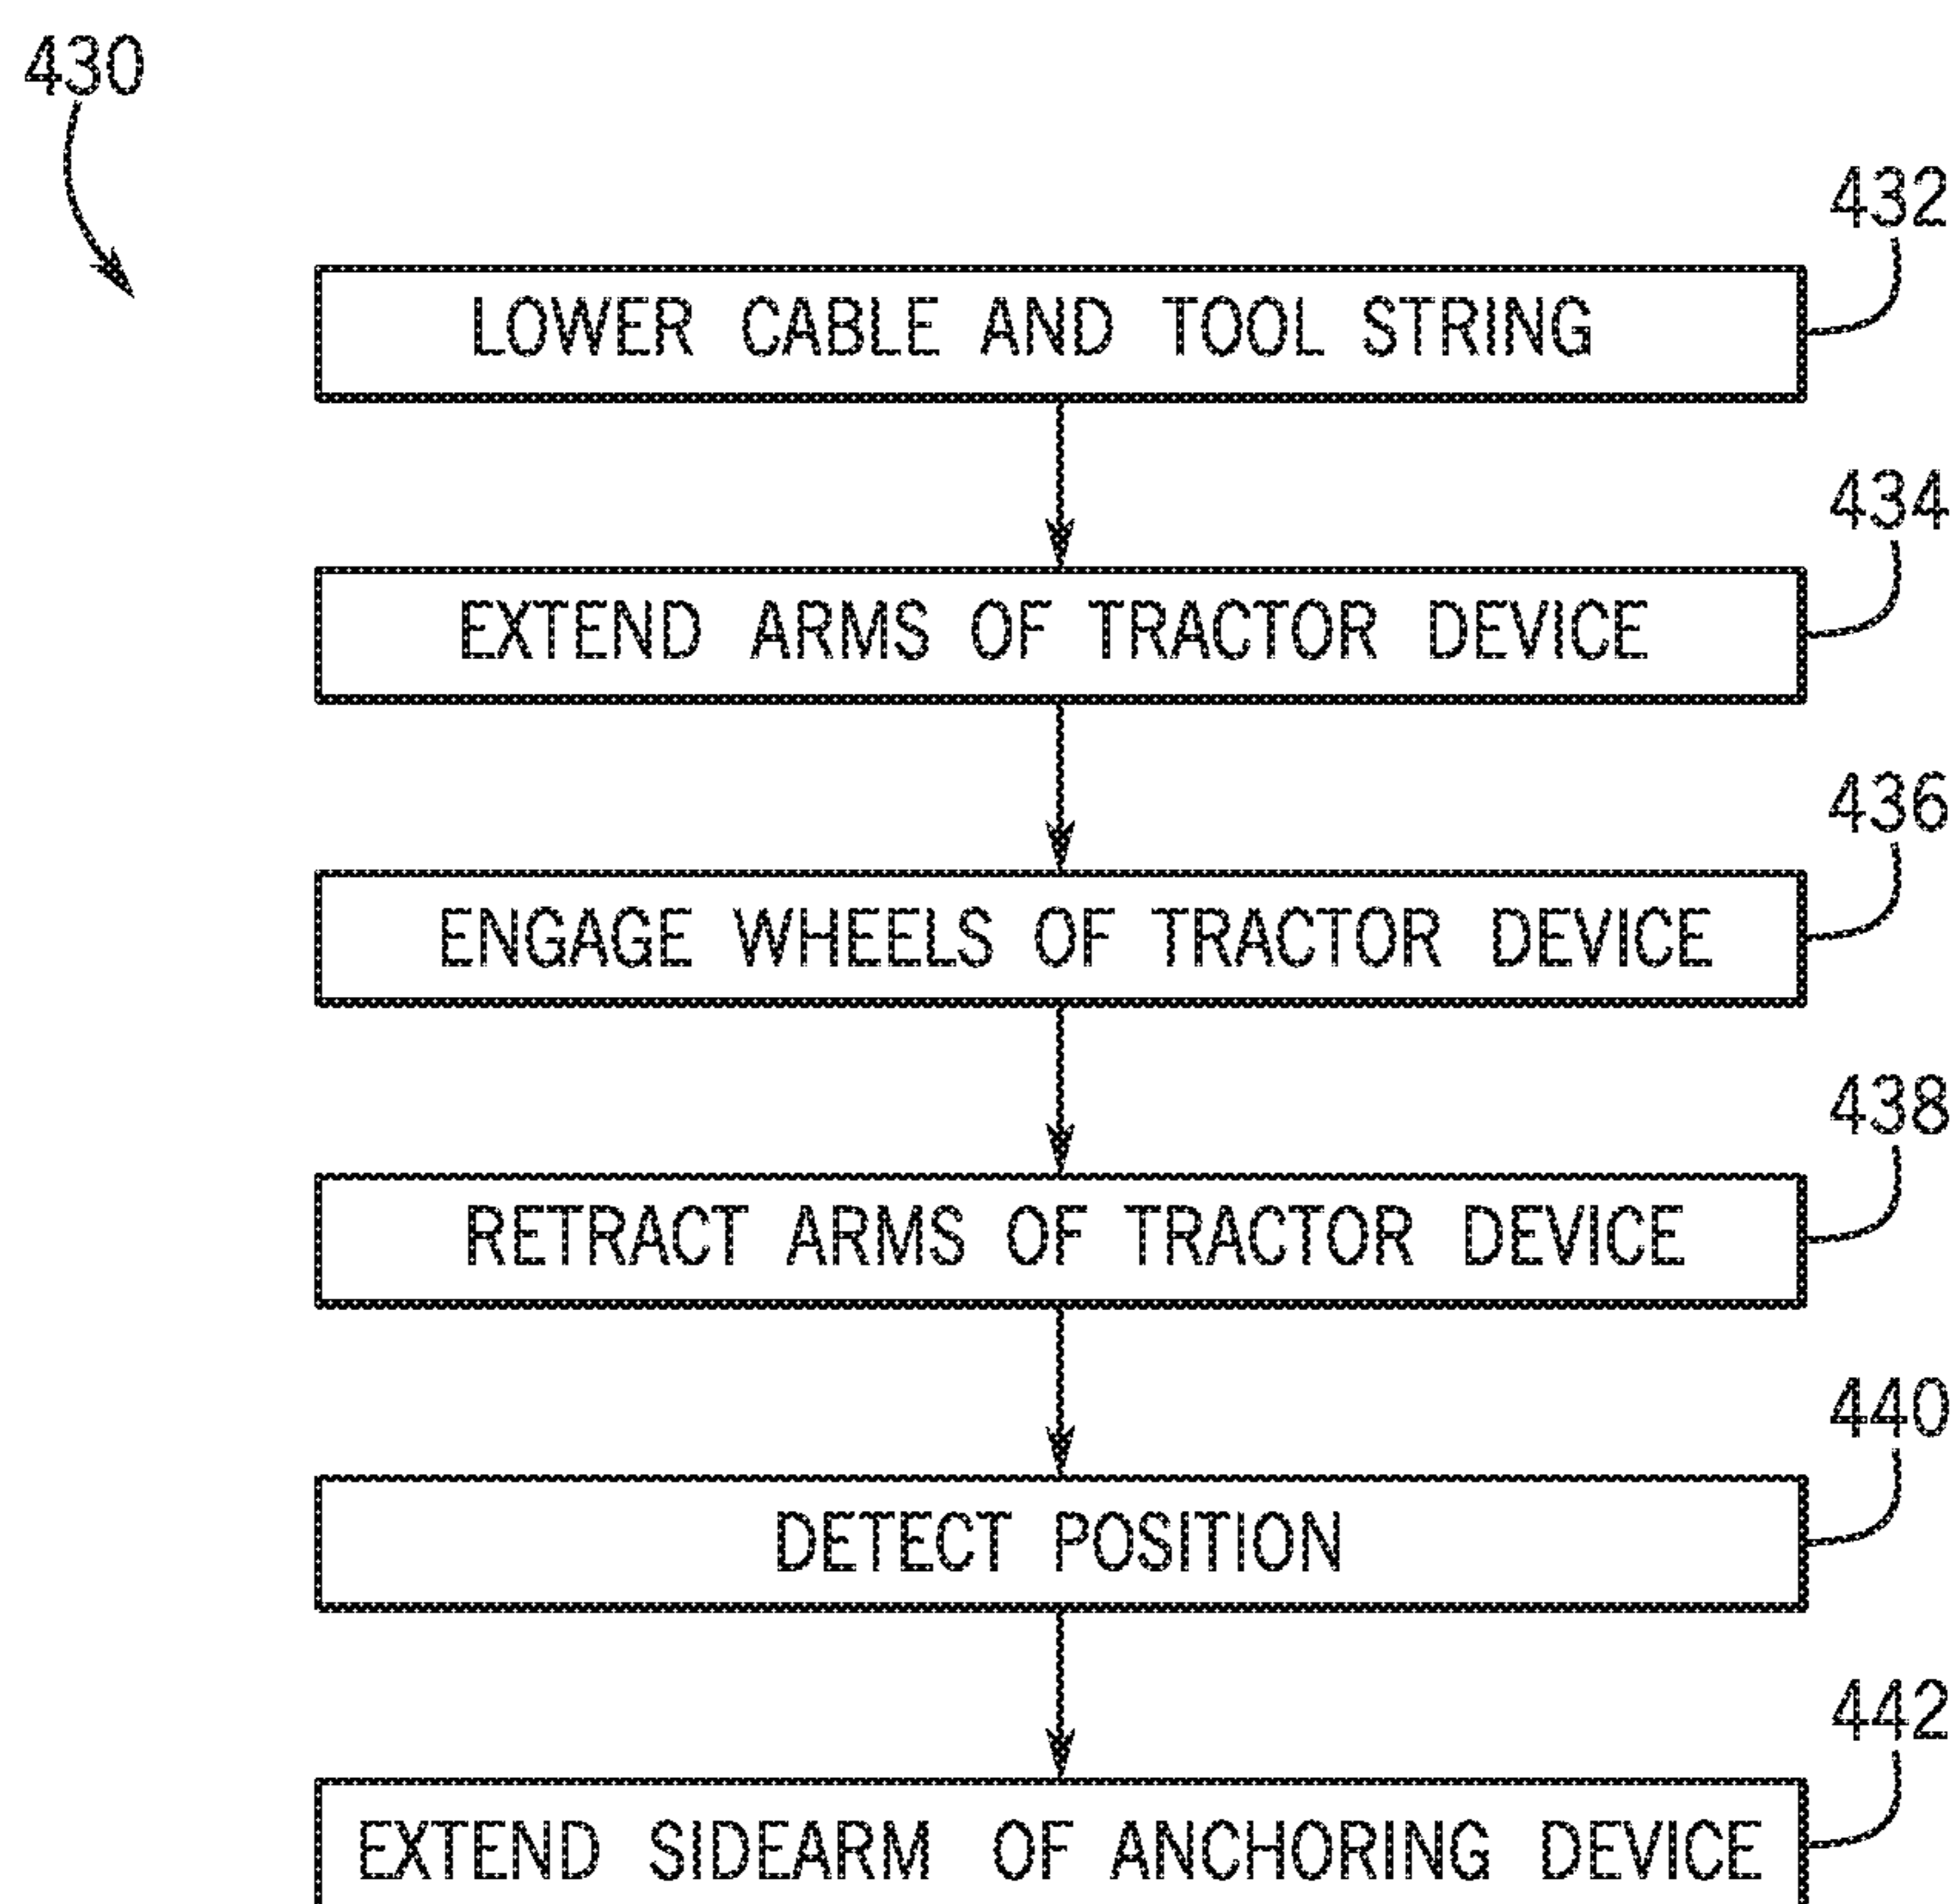 430
432
LOWER CABLE AND TOOL STRING
434
EXTEND ARMS OF TRACTOR DEVICE
436
ENGAGE WHEELS OF TRACTOR DEVICE
438
RETRACT ARMS OF TRACTOR DEVICE
440
DETECT POSITION
442
EXTEND SIDEARM OF ANCHORING DEVICE